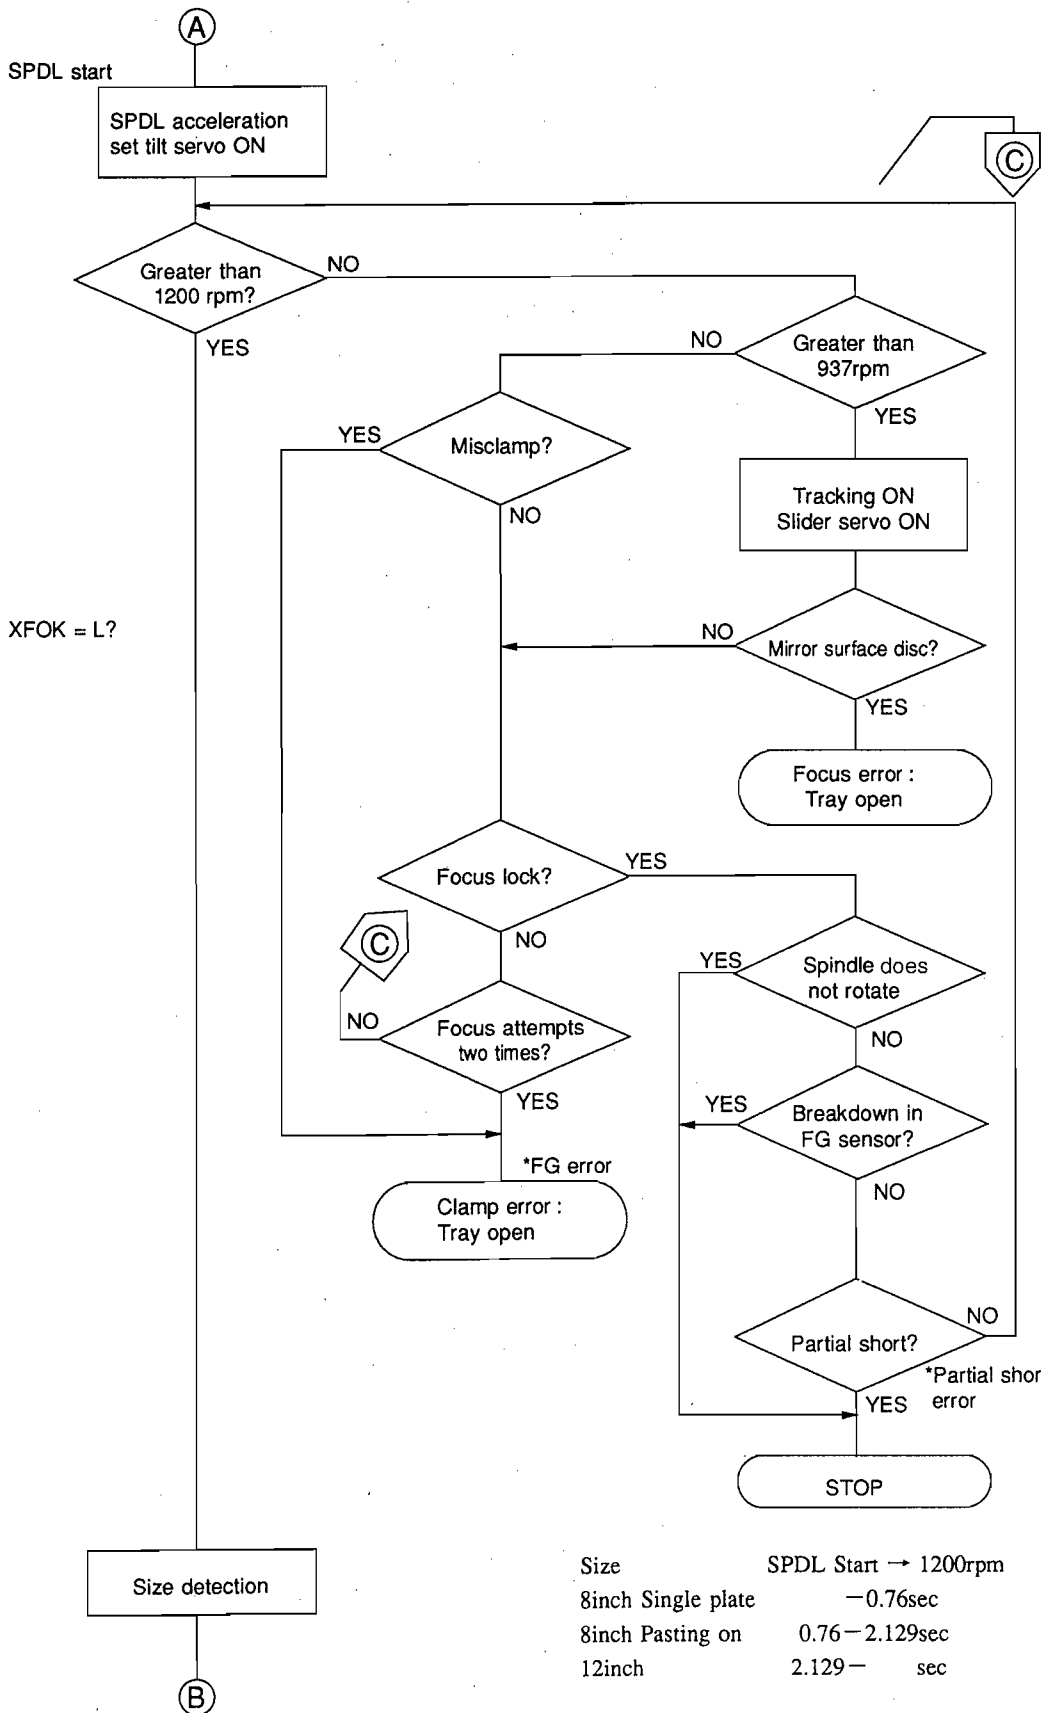 A
SPDL start
SPDL acceleration
set tilt servo ON
C
Greater than
1200 rpm?
NO
YES
Greater than
937rpm
NO
YES
Misclamp?
YES
NO
Tracking ON
Slider servo ON
XFOK = L?
NO
Mirror surface disc?
YES
Focus error :
Tray open
Focus lock?
YES
NO
C
NO
Focus attempts
two times?
YES
YES
Spindle does
not rotate
NO
YES
Breakdown in
FG sensor?
NO
*FG error
Clamp error :
Tray open
NO
Partial short?
*Partial shor
error
YES
STOP
Size detection
B
Size SPDL Start → 1200rpm
8inch Single plate −0.76sec
8inch Pasting on 0.76−2.129sec
12inch 2.129− sec